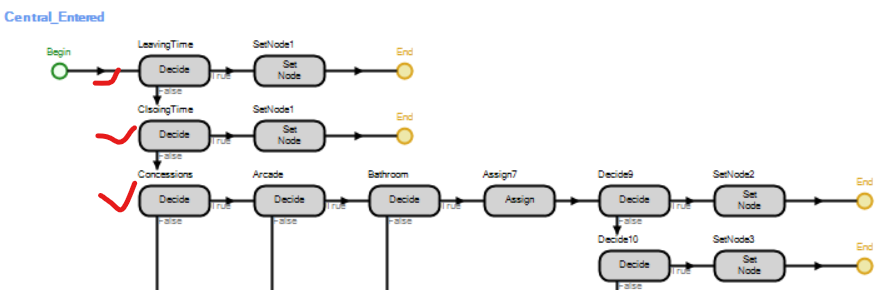 Central_Entered
Begin LeavingTime SetNode1 End
Decide True Set Node
False
ClsoingTime SetNode1 End
Decide True Set Node
False
Concessions Arcade Bathroom Assign7 Decide9 SetNode2 End
Decide True Decide True Decide True Assign Decide True Set Node
False False False False
Decide10 SetNode3 End
Decide True Set Node
False